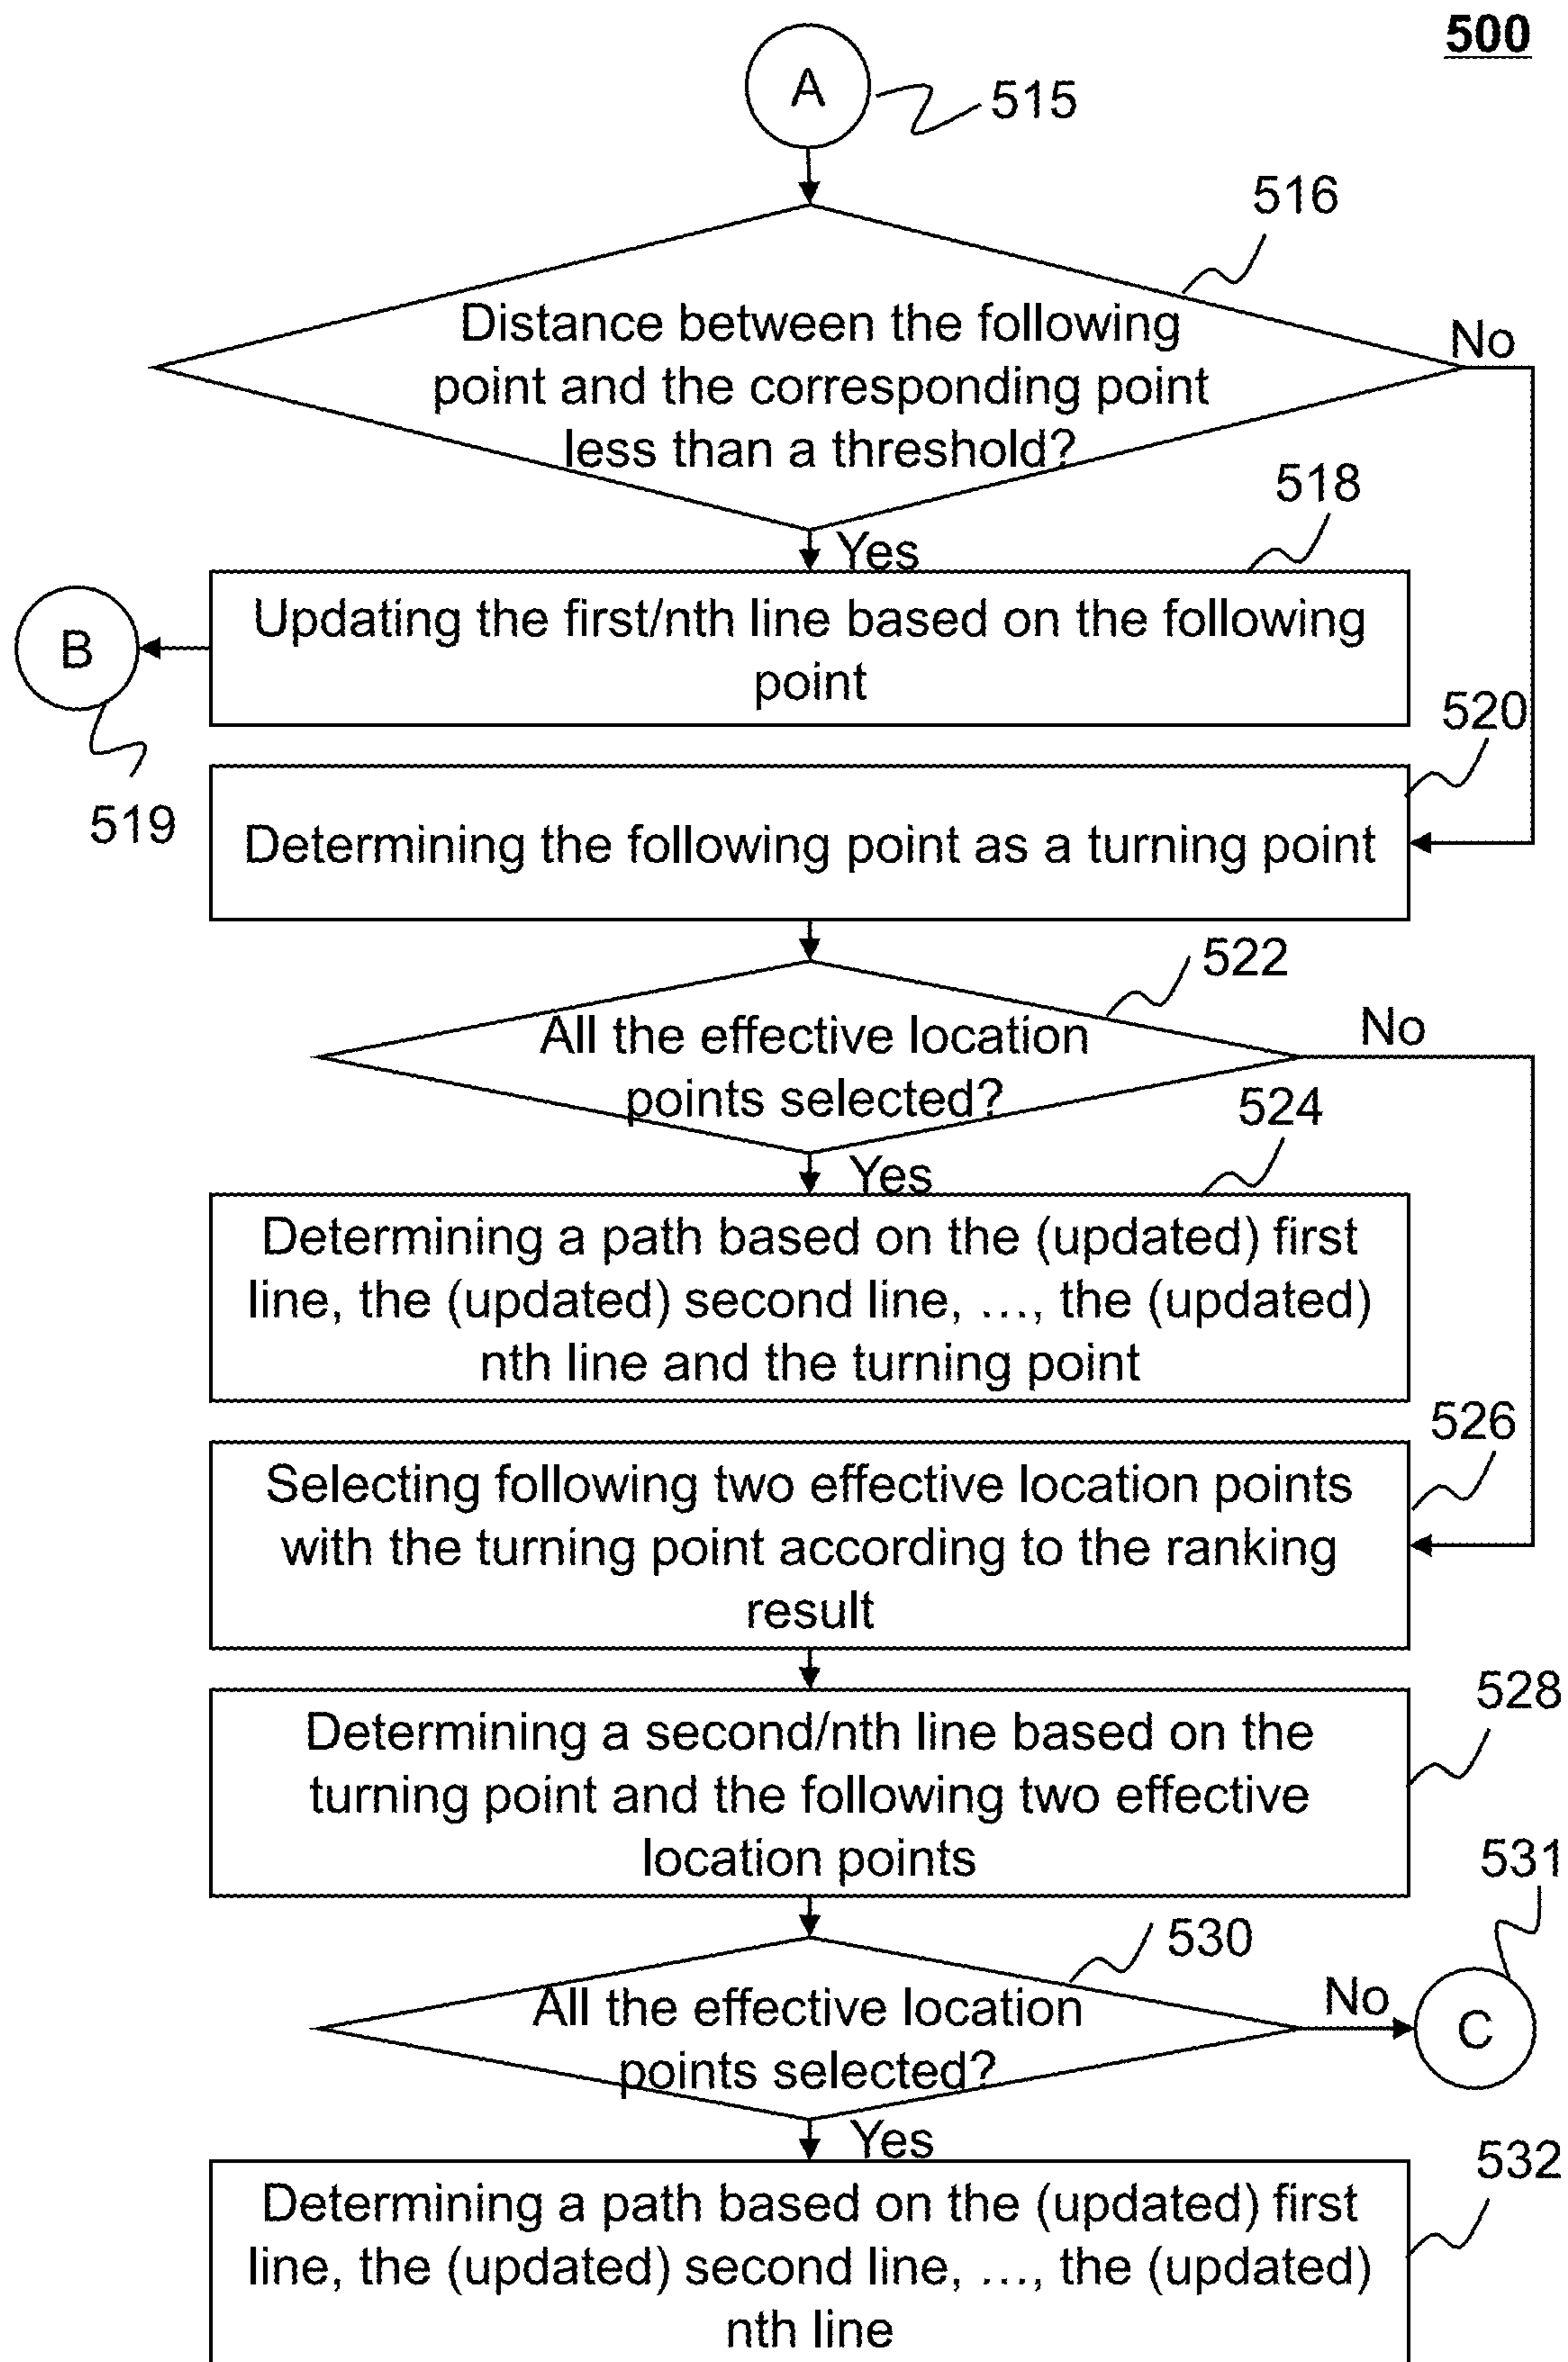 500
A
515
516
Distance between the following
point and the corresponding point
less than a threshold?
No
Yes
518
Updating the first/nth line based on the following
point
B
519
520
Determining the following point as a turning point
522
All the effective location
points selected?
No
Yes
524
Determining a path based on the (updated) first
line, the (updated) second line, …, the (updated)
nth line and the turning point
526
Selecting following two effective location points
with the turning point according to the ranking
result
528
Determining a second/nth line based on the
turning point and the following two effective
location points
530
All the effective location
points selected?
No
531
C
Yes
532
Determining a path based on the (updated) first
line, the (updated) second line, …, the (updated)
nth line